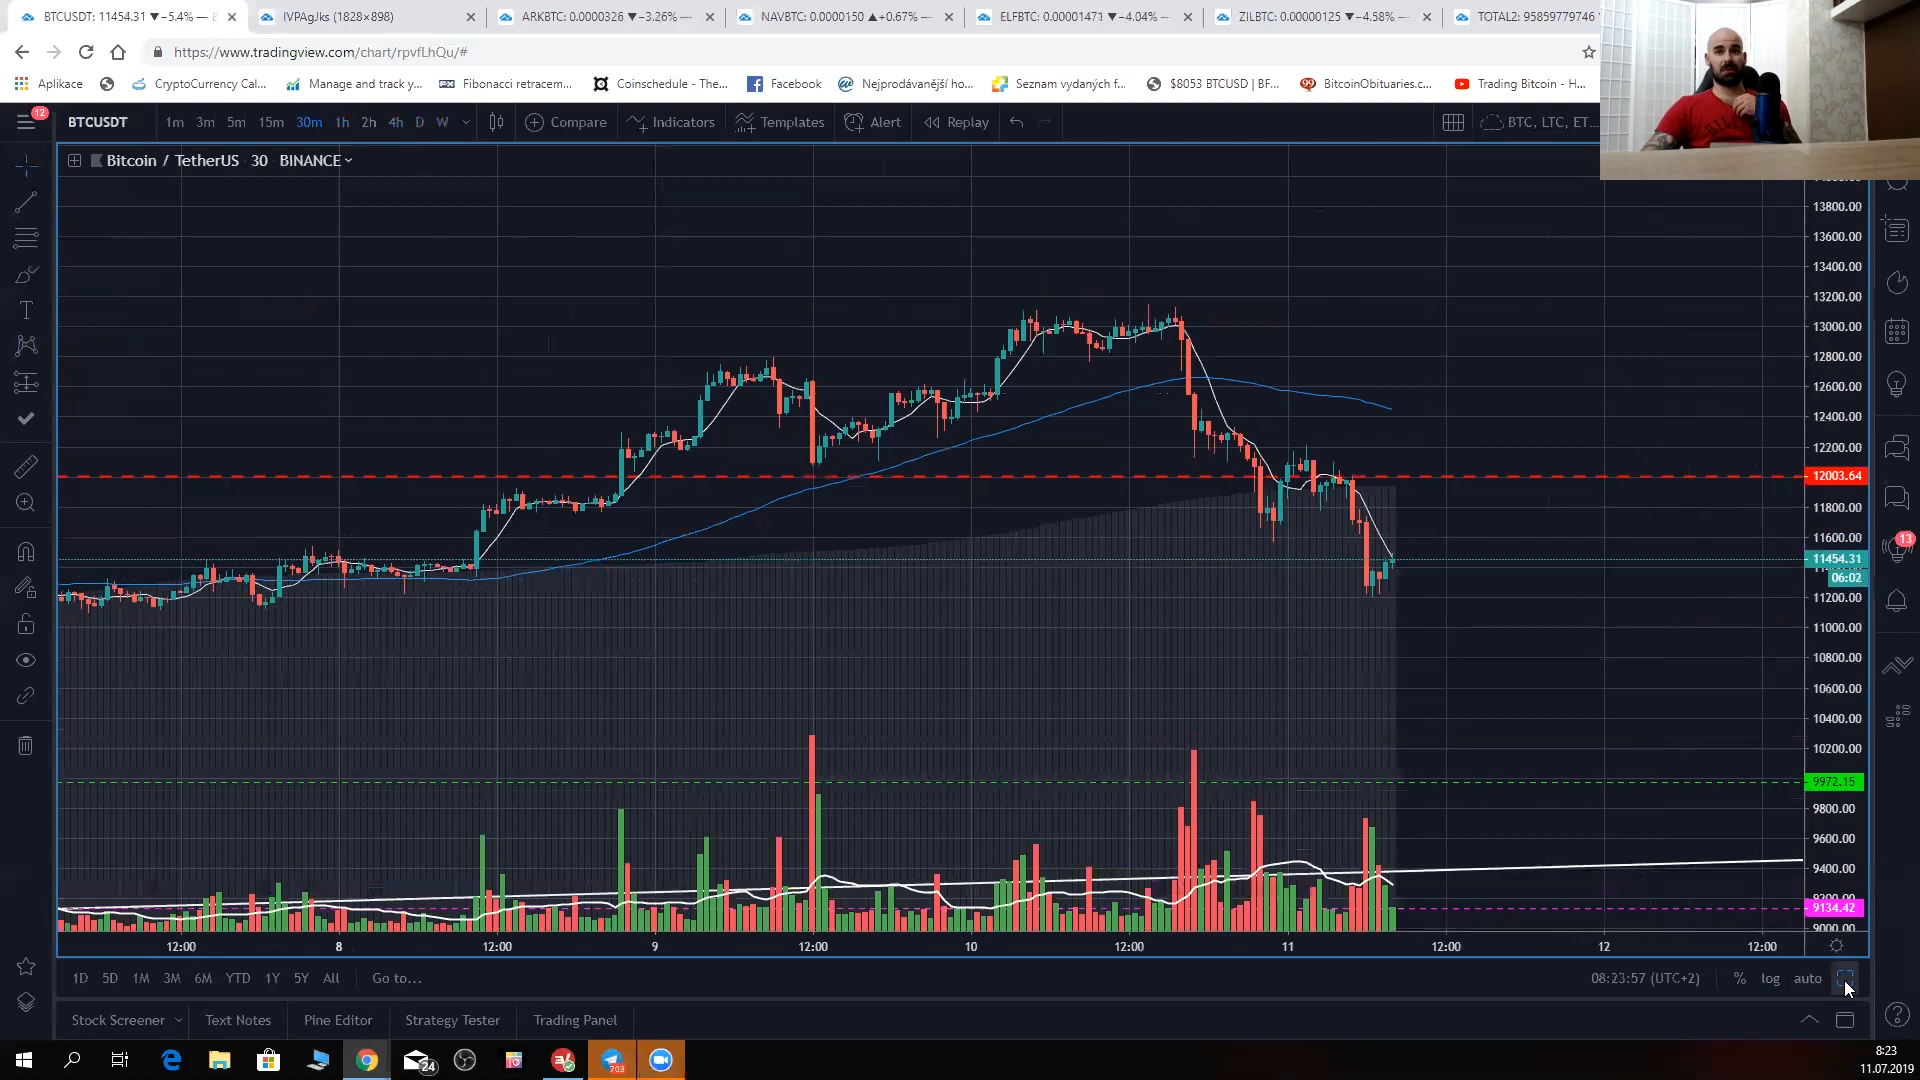 BTCUSDT: 11454.31 ▼−5.4% —
IVPAgJks (1828×898)
ARKBTC: 0.0000326 ▼−3.26% —
NAVBTC: 0.0000150 ▲+0.67% —
ELFBTC: 0.00001471 ▼−4.04% —
ZILBTC: 0.00000125 ▼−4.58% —
TOTAL2: 95859779746
https://www.tradingview.com/chart/rpvfLhQu/#
Aplikace
CryptoCurrency Cal...
Manage and track y...
Fibonacci retracem...
Coinschedule - The...
Facebook
Nejprodávanější ho...
Seznam vydaných f...
$8053 BTCUSD | BF...
BitcoinObituaries.c...
Trading Bitcoin - H...
12
BTCUSDT 1m 3m 5m 15m 30m 1h 2h 4h D W Compare Indicators Templates Alert Replay BTC, LTC, ET...
Bitcoin / TetherUS 30 BINANCE
13800.00
13600.00
13400.00
13200.00
13000.00
12800.00
12600.00
12400.00
12200.00
12003.64
11800.00
11600.00
11454.31
06:02
11200.00
11000.00
10800.00
10600.00
10400.00
10200.00
9972.15
9800.00
9600.00
9400.00
9200.00
9134.42
9000.00
13
12:00 8 12:00 9 12:00 10 12:00 11 12:00 12 12:00
1D 5D 1M 3M 6M YTD 1Y 5Y All Go to... 08:23:57 (UTC+2) % log auto
Stock Screener Text Notes Pine Editor Strategy Tester Trading Panel
24
703
8:23
11.07.2019